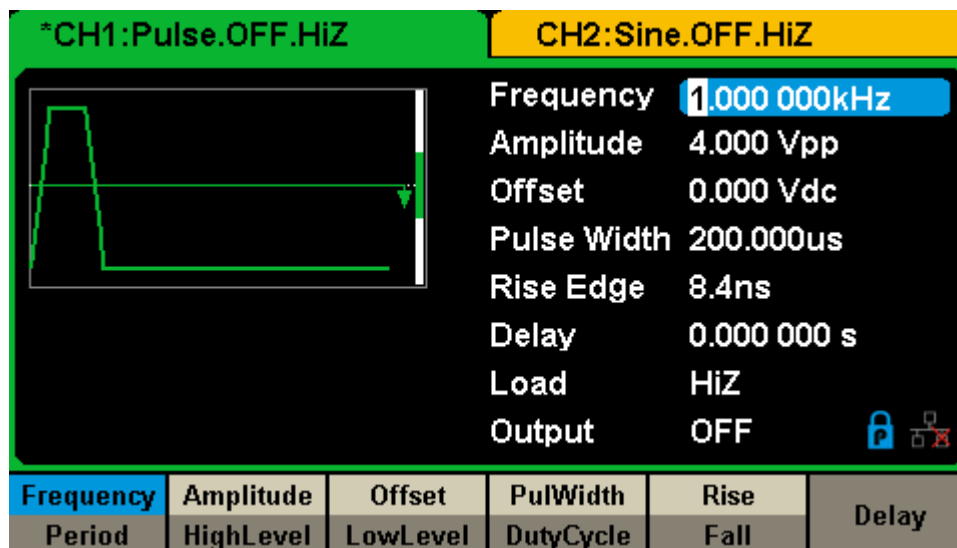 *CH1:Pulse.OFF.HiZ CH2:Sine.OFF.HiZ
Frequency 1.000 000kHz
Amplitude 4.000 Vpp
Offset 0.000 Vdc
Pulse Width 200.000us
Rise Edge 8.4ns
Delay 0.000 000 s
Load HiZ
Output OFF P
Frequency Amplitude Offset PulWidth Rise Delay
Period HighLevel LowLevel DutyCycle Fall